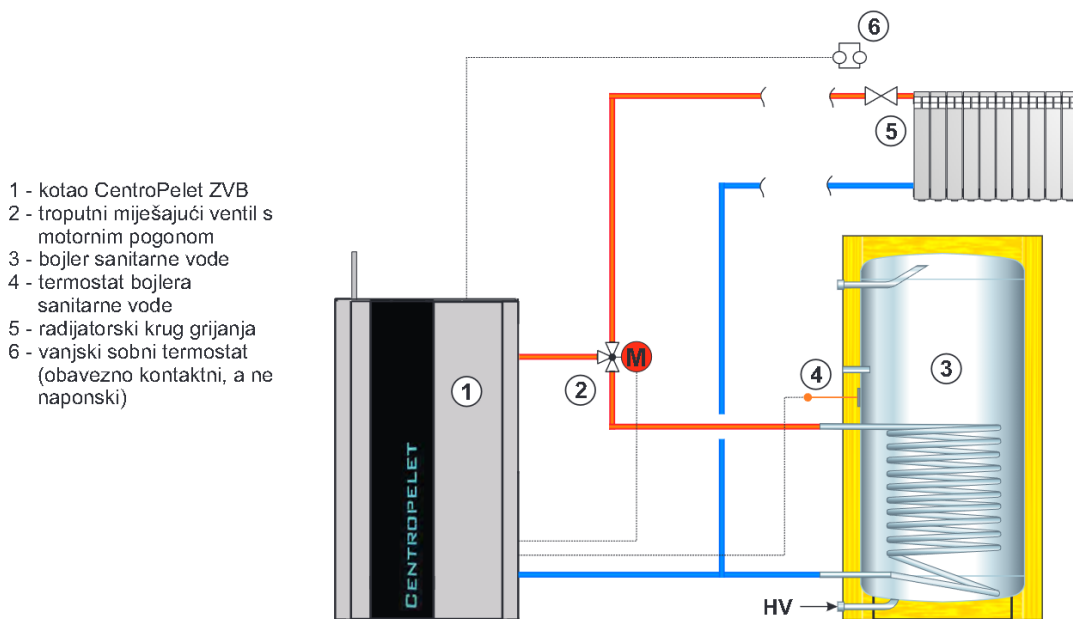 1 - kotao CentroPelet ZVB
2 - troputni miješajući ventil s
motornim pogonom
3 - bojler sanitarne vode
4 - termostat bojlera
sanitarne vode
5 - radijatorski krug grijanja
6 - vanjski sobni termostat
(obavezno kontaktni, a ne
naponski)
6
5
M
2
1
4
3
CENTROPELET
HV